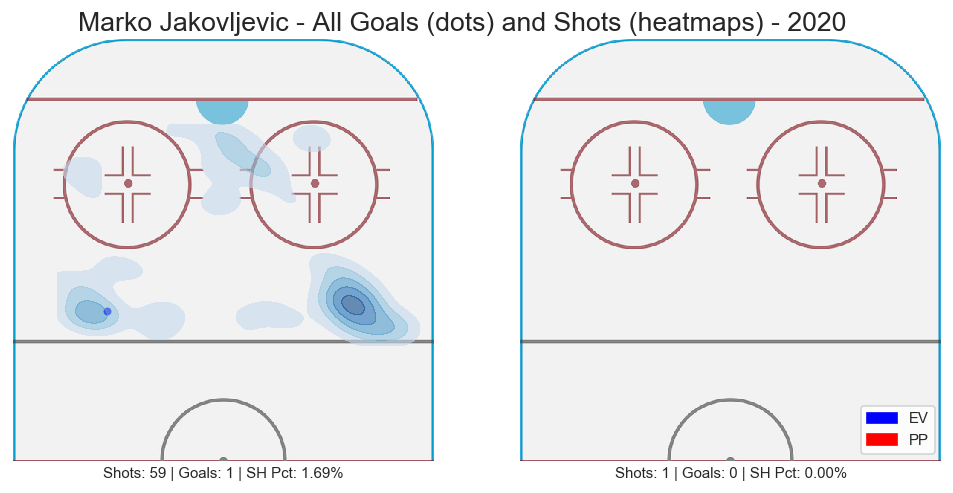 Marko Jakovljevic - All Goals (dots) and Shots (heatmaps) - 2020
EV
PP
Shots: 59 | Goals: 1 | SH Pct: 1.69%
Shots: 1 | Goals: 0 | SH Pct: 0.00%